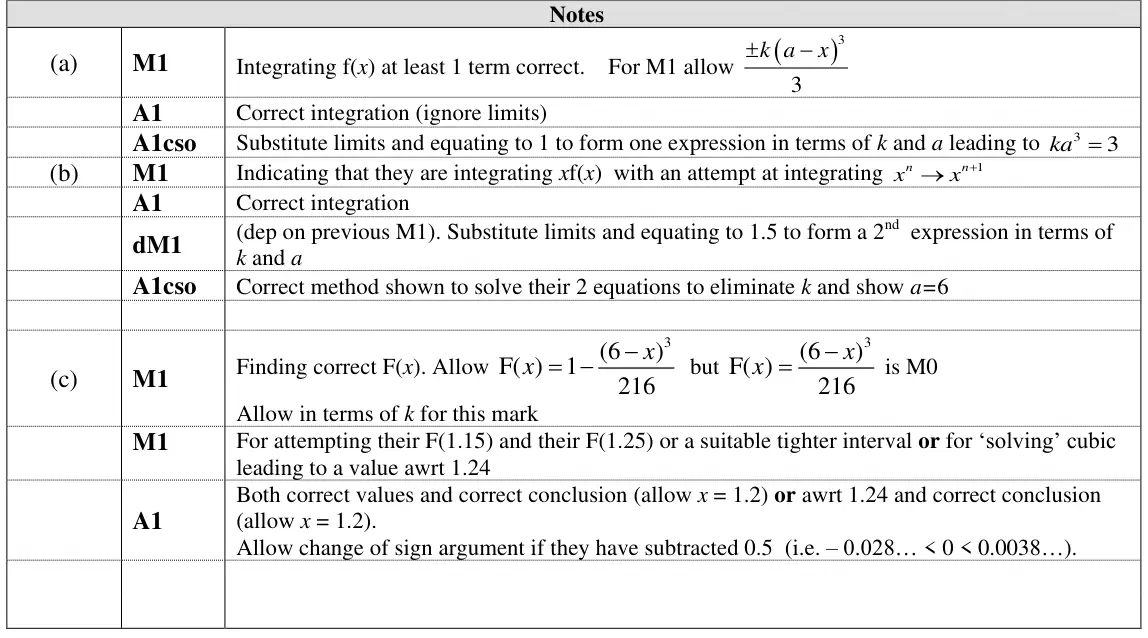 Notes
(a) M1 Integrating f(x) at least 1 term correct. For M1 allow ±k(a − x)³/3
A1 Correct integration (ignore limits)
A1cso Substitute limits and equating to 1 to form one expression in terms of k and a leading to ka³ = 3
(b) M1 Indicating that they are integrating xf(x) with an attempt at integrating xⁿ → xⁿ⁺¹
A1 Correct integration
dM1 (dep on previous M1). Substitute limits and equating to 1.5 to form a 2nd expression in terms of
k and a
A1cso Correct method shown to solve their 2 equations to eliminate k and show a=6
(c) M1 Finding correct F(x). Allow F(x) = 1 − (6 − x)³/216 but F(x) = (6 − x)³/216 is M0
Allow in terms of k for this mark
M1 For attempting their F(1.15) and their F(1.25) or a suitable tighter interval or for ‘solving’ cubic
leading to a value awrt 1.24
A1 Both correct values and correct conclusion (allow x = 1.2) or awrt 1.24 and correct conclusion
(allow x = 1.2).
Allow change of sign argument if they have subtracted 0.5 (i.e. – 0.028… < 0 < 0.0038…).